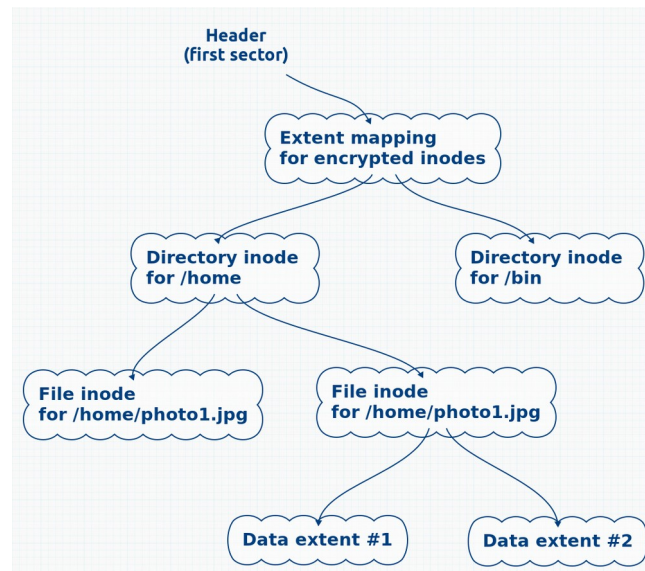 Header
(first sector)
Extent mapping
for encrypted inodes
Directory inode
for /home
Directory inode
for /bin
File inode
for /home/photo1.jpg
File inode
for /home/photo1.jpg
Data extent #1
Data extent #2